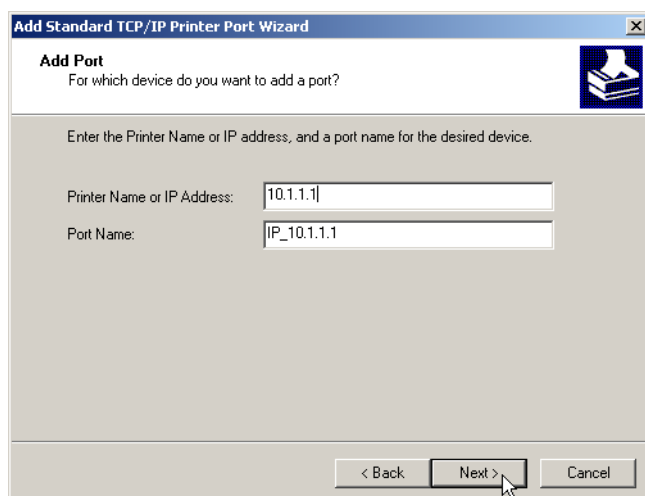 Add Standard TCP/IP Printer Port Wizard
Add Port
For which device do you want to add a port?
Enter the Printer Name or IP address, and a port name for the desired device.
Printer Name or IP Address: 10.1.1.1
Port Name: IP_10.1.1.1
< Back Next > Cancel